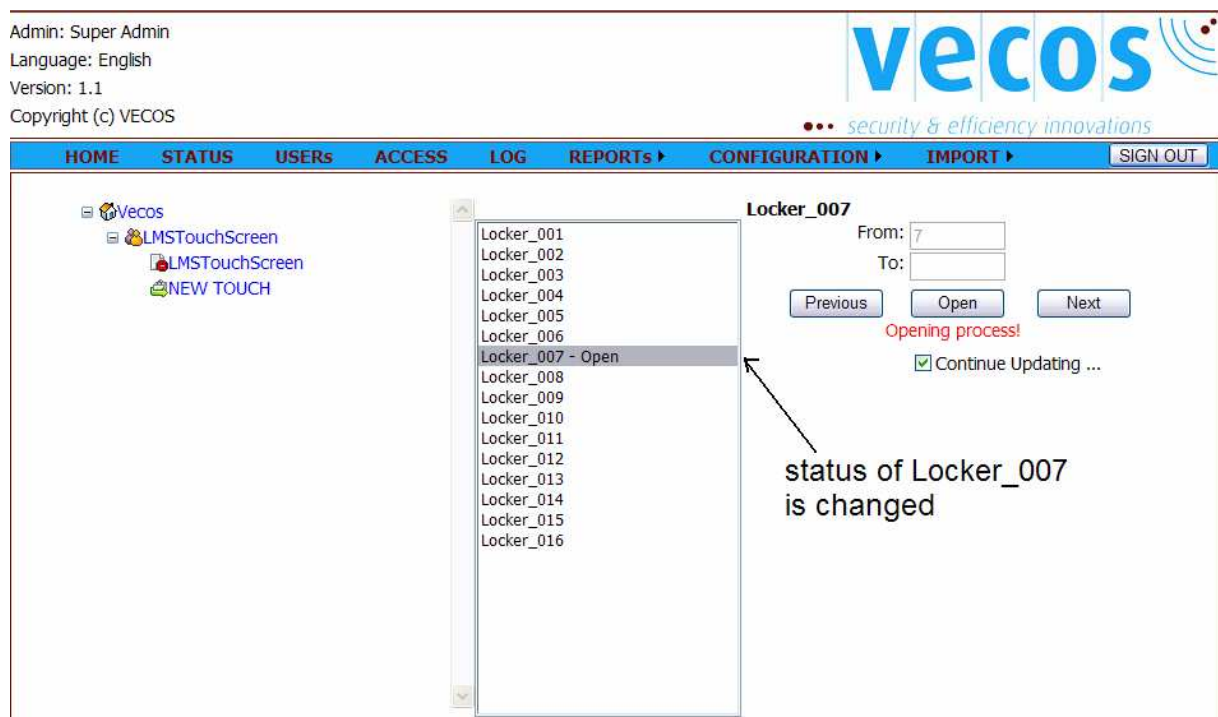 Admin: Super Admin
Language: English
Version: 1.1
Copyright (c) VECOS
vecos
security & efficiency innovations
HOME STATUS USERs ACCESS LOG REPORTs CONFIGURATION IMPORT SIGN OUT
Vecos
LMSTouchScreen
LMSTouchScreen
NEW TOUCH
Locker_001
Locker_002
Locker_003
Locker_004
Locker_005
Locker_006
Locker_007 - Open
Locker_008
Locker_009
Locker_010
Locker_011
Locker_012
Locker_013
Locker_014
Locker_015
Locker_016
Locker_007
From: 7
To:
Previous Open Next
Opening process!
Continue Updating ...
status of Locker_007
is changed